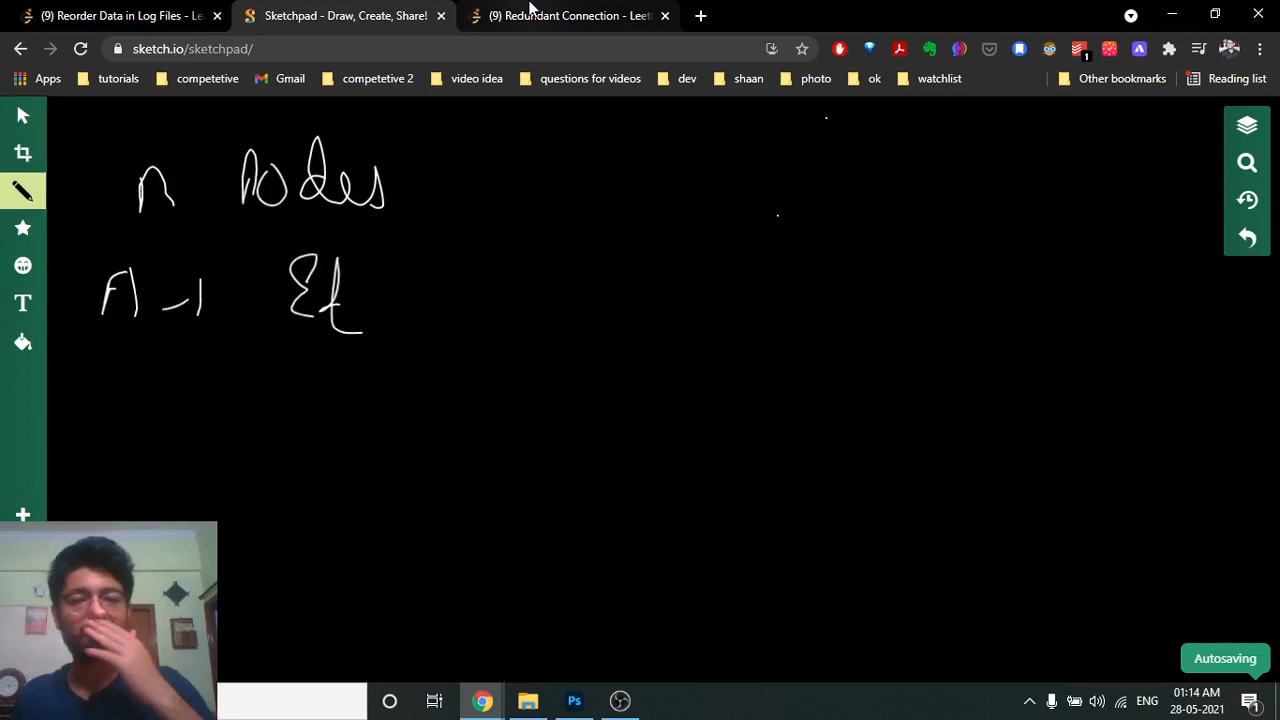 (9) Reorder Data in Log Files - Le
Sketchpad - Draw, Create, Share!
(9) Redundant Connection - Leet
sketch.io/sketchpad/
1
Apps tutorials competetive Gmail competetive 2 video idea questions for videos dev shaan photo ok watchlist Other bookmarks Reading list
n nodes
n-1
T
Autosaving
ENG
01:14 AM
28-05-2021